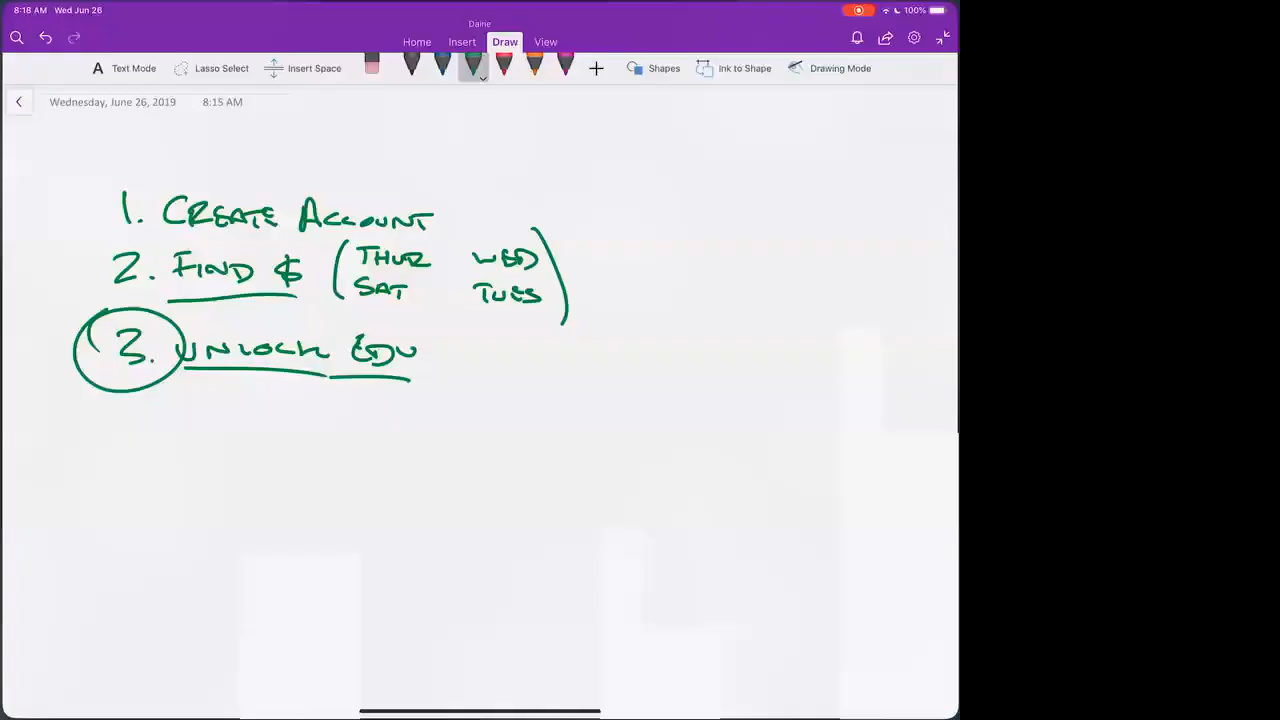 8:18 AM Wed Jun 26 100%
Daine
Home Insert Draw View
A Text Mode Lasso Select Insert Space Shapes Ink to Shape Drawing Mode
Wednesday, June 26, 2019 8:15 AM
1. CREATE ACCOUNT
2. FIND $ (THUR WED
SAT TUES)
3. UNLOCK EDU